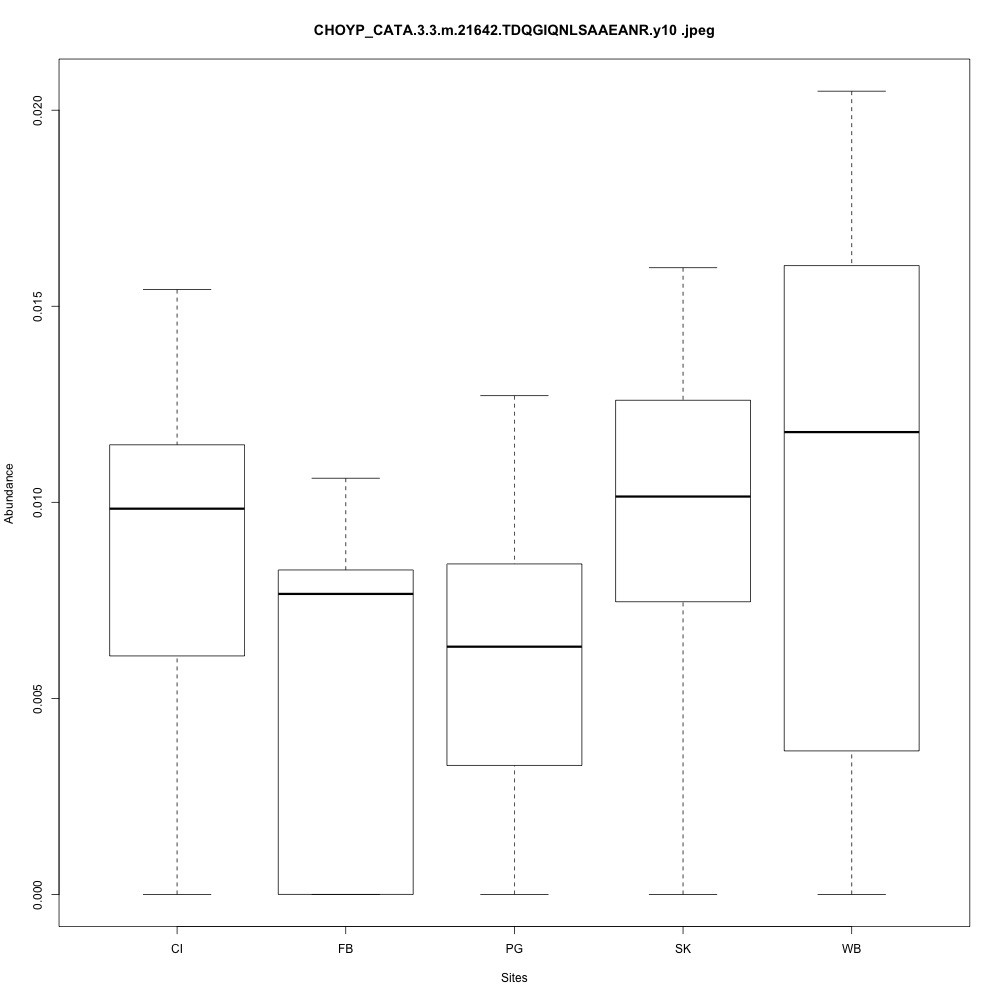 CHOYP_CATA.3.3.m.21642.TDQGIQNLSAAEANR.y10 .jpeg
0.020
0.015
0.010
0.005
0.000
Abundance
CI FB PG SK WB
Sites